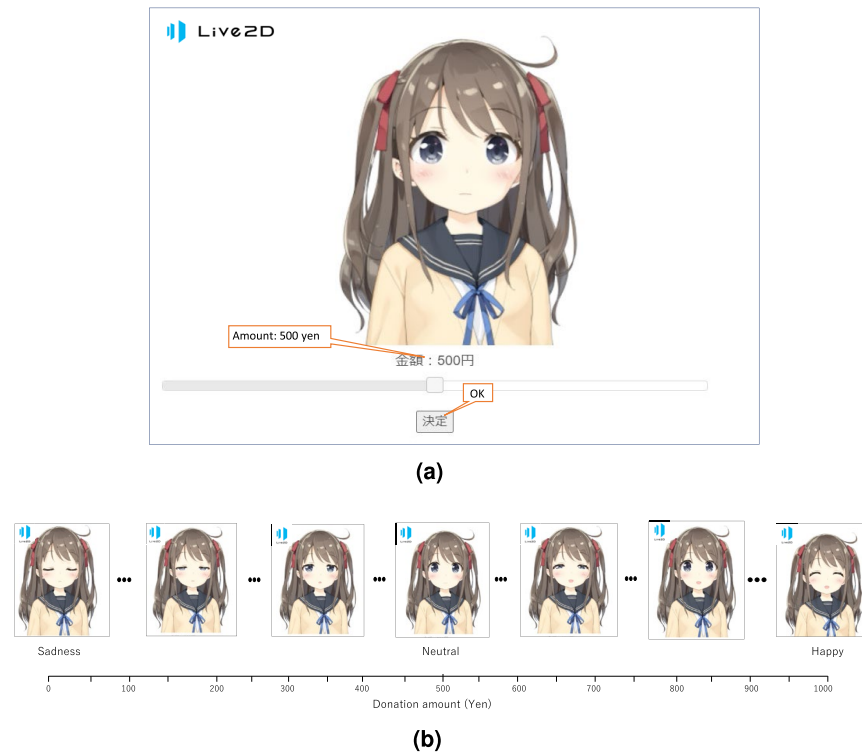 Live2D
Amount: 500 yen
金額：500円
OK
決定
(a)
Sadness
Neutral
Happy
0 100 200 300 400 500 600 700 800 900 1000
Donation amount (Yen)
(b)